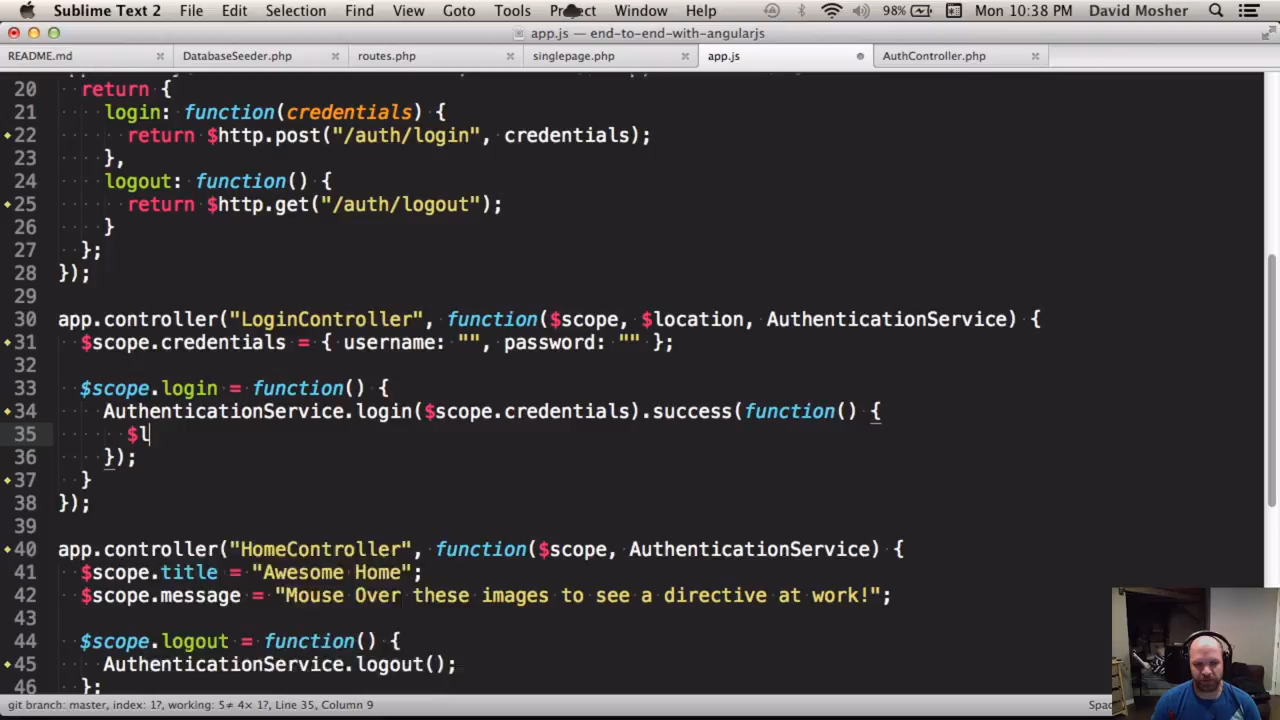 Sublime Text 2 File Edit Selection Find View Goto Tools Project Window Help 98% Mon 10:38 PM David Mosher
app.js — end-to-end-with-angularjs
README.md DatabaseSeeder.php routes.php singlepage.php app.js AuthController.php
20 return {
21 login: function(credentials) {
22 return $http.post("/auth/login", credentials);
23 },
24 logout: function() {
25 return $http.get("/auth/logout");
26 }
27 };
28 });
29
30 app.controller("LoginController", function($scope, $location, AuthenticationService) {
31 $scope.credentials = { username: "", password: "" };
32
33 $scope.login = function() {
34 AuthenticationService.login($scope.credentials).success(function() {
35 $l
36 });
37 }
38 });
39
40 app.controller("HomeController", function($scope, AuthenticationService) {
41 $scope.title = "Awesome Home";
42 $scope.message = "Mouse Over these images to see a directive at work!";
43
44 $scope.logout = function() {
45 AuthenticationService.logout();
46 };
git branch: master, index: 1?, working: 5≠ 4× 1?, Line 35, Column 9